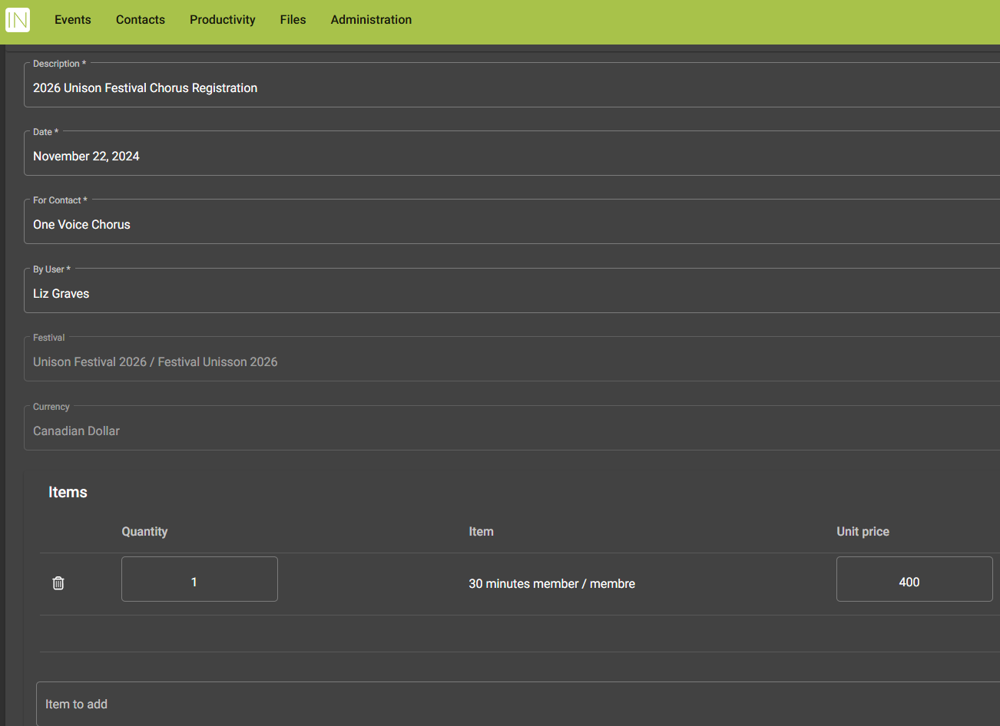 IN Events Contacts Productivity Files Administration
Description *
2026 Unison Festival Chorus Registration
Date *
November 22, 2024
For Contact *
One Voice Chorus
By User *
Liz Graves
Festival
Unison Festival 2026 / Festival Unisson 2026
Currency
Canadian Dollar
Items
Quantity Item Unit price
1 30 minutes member / membre 400
Item to add